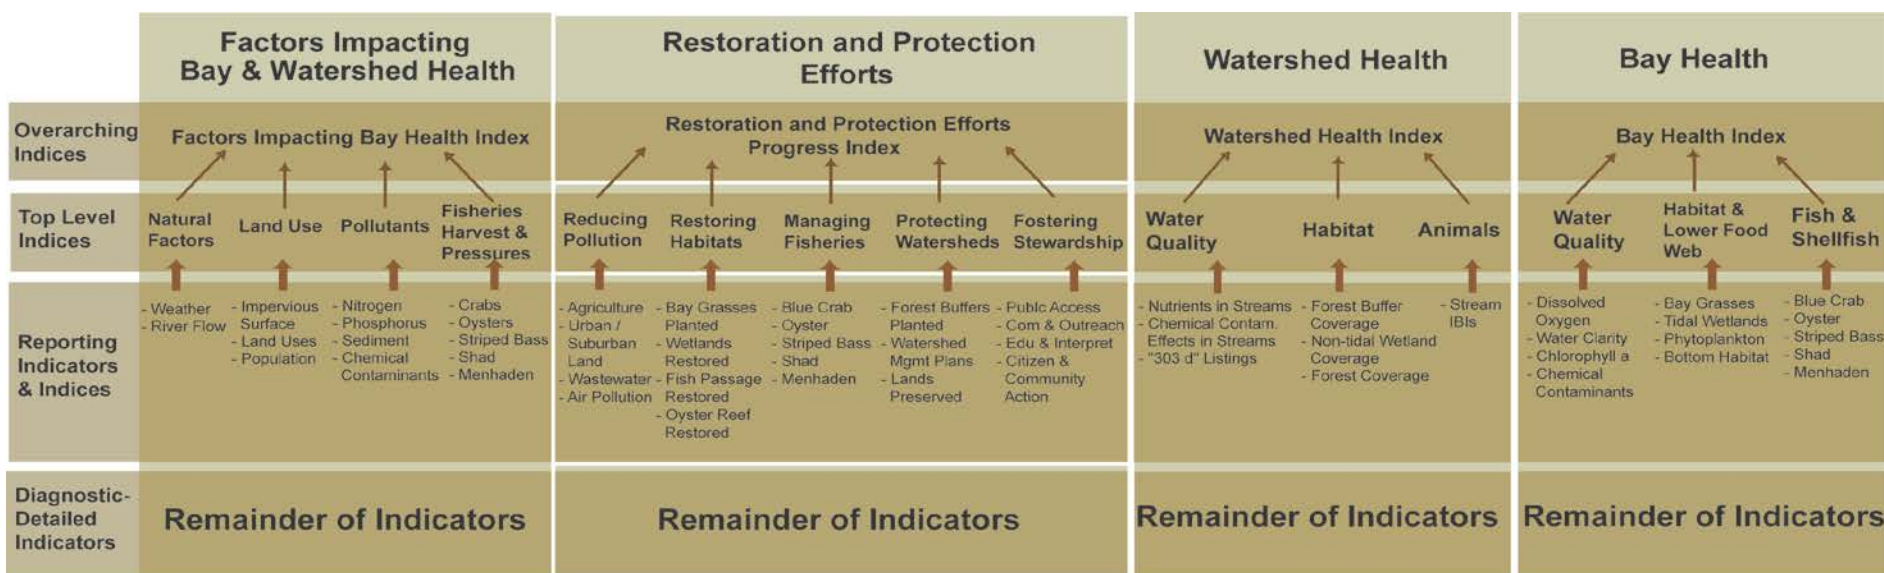 Factors Impacting
Bay & Watershed Health
Restoration and Protection
Efforts
Watershed Health
Bay Health
Overarching
Indices
Factors Impacting Bay Health Index
Restoration and Protection Efforts
Progress Index
Watershed Health Index
Bay Health Index
Top Level
Indices
Natural
Factors
Land Use
Pollutants
Fisheries
Harvest &
Pressures
Reducing
Pollution
Restoring
Habitats
Managing
Fisheries
Protecting
Watersheds
Fostering
Stewardship
Water
Quality
Habitat
Animals
Water
Quality
Habitat &
Lower Food
Web
Fish &
Shellfish
Reporting
Indicators
& Indices
- Weather
- River Flow
- Impervious
Surface
- Land Uses
- Population
- Nitrogen
- Phosphorus
- Sediment
- Chemical
Contaminants
- Crabs
- Oysters
- Striped Bass
- Shad
- Menhaden
- Agriculture
- Urban /
Suburban
Land
- Wastewater
- Air Pollution
- Bay Grasses
Planted
- Wetlands
Restored
- Fish Passage
Restored
- Oyster Reef
Restored
- Blue Crab
- Oyster
- Striped Bass
- Shad
- Menhaden
- Forest Buffers
Planted
- Watershed
Mgmt Plans
- Lands
Preserved
- Publc Access
- Com & Outreach
- Edu & Interpret
- Citizen &
Community
Action
- Nutrients in Streams
- Chemical Contam.
Effects in Streams
- "303 d" Listings
- Forest Buffer
Coverage
- Non-tidal Wetland
Coverage
- Forest Coverage
- Stream
IBIs
- Dissolved
Oxygen
- Water Clarity
- Chlorophyll a
- Chemical
Contaminants
- Bay Grasses
- Tidal Wetlands
- Phytoplankton
- Bottom Habitat
- Blue Crab
- Oyster
- Striped Bass
- Shad
- Menhaden
Diagnostic-
Detailed
Indicators
Remainder of Indicators
Remainder of Indicators
Remainder of Indicators
Remainder of Indicators